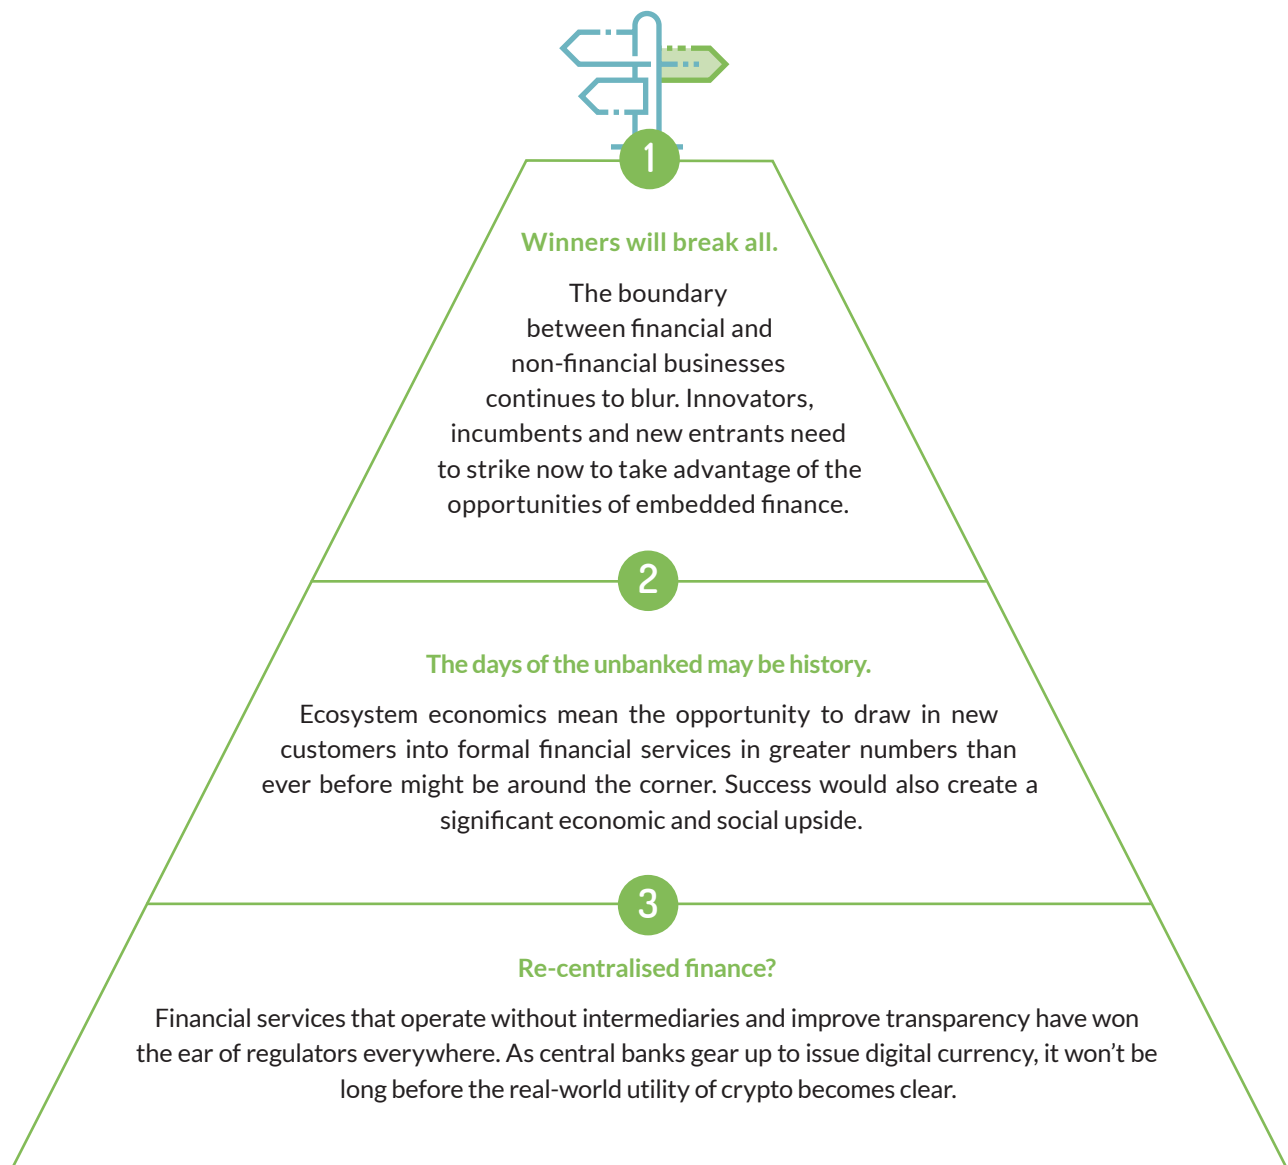 1
Winners will break all.
The boundary
between financial and
non-financial businesses
continues to blur. Innovators,
incumbents and new entrants need
to strike now to take advantage of the
opportunities of embedded finance.
2
The days of the unbanked may be history.
Ecosystem economics mean the opportunity to draw in new
customers into formal financial services in greater numbers than
ever before might be around the corner. Success would also create a
significant economic and social upside.
3
Re-centralised finance?
Financial services that operate without intermediaries and improve transparency have won
the ear of regulators everywhere. As central banks gear up to issue digital currency, it won’t be
long before the real-world utility of crypto becomes clear.